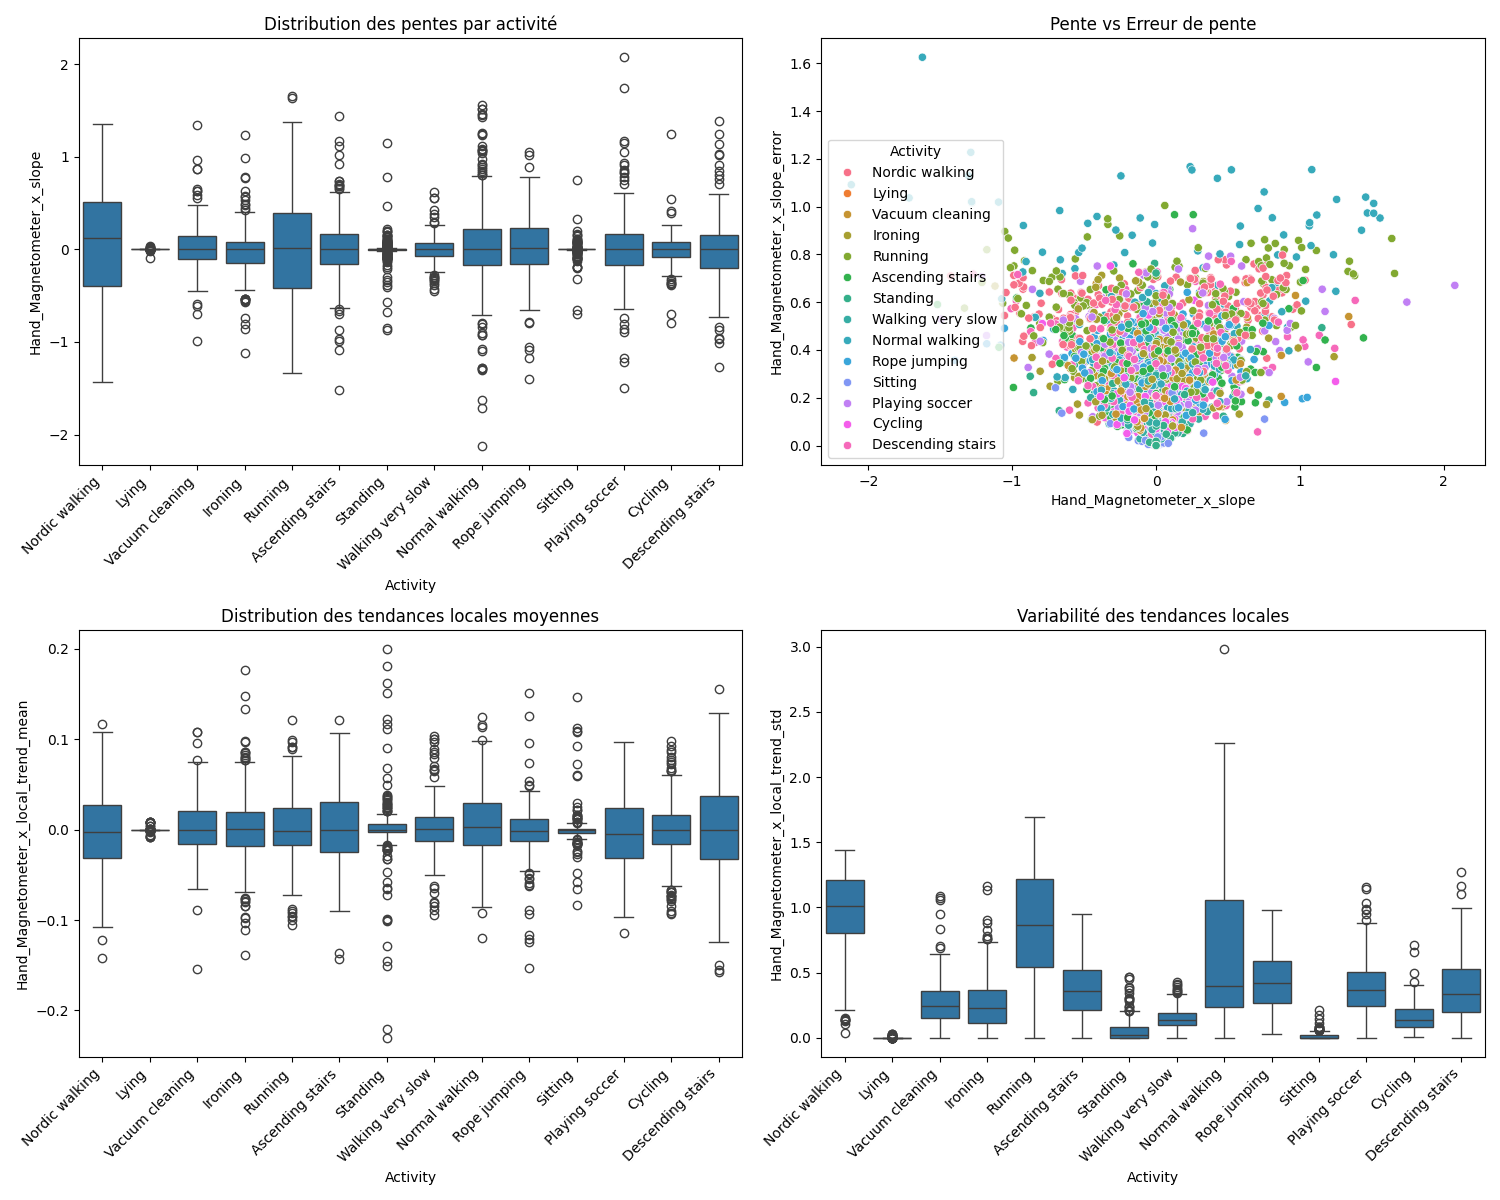 Distribution des pentes par activité
Hand_Magnetometer_x_slope
2
1
0
−1
−2
Nordic walking
Lying
Vacuum cleaning
Ironing
Running
Ascending stairs
Standing
Walking very slow
Normal walking
Rope jumping
Sitting
Playing soccer
Cycling
Descending stairs
Activity
Pente vs Erreur de pente
Hand_Magnetometer_x_slope_error
1.6
1.4
1.2
1.0
0.8
0.6
0.4
0.2
0.0
Activity
Nordic walking
Lying
Vacuum cleaning
Ironing
Running
Ascending stairs
Standing
Walking very slow
Normal walking
Rope jumping
Sitting
Playing soccer
Cycling
Descending stairs
−2
−1
0
1
2
Hand_Magnetometer_x_slope
Distribution des tendances locales moyennes
Hand_Magnetometer_x_local_trend_mean
0.2
0.1
0.0
−0.1
−0.2
Nordic walking
Lying
Vacuum cleaning
Ironing
Running
Ascending stairs
Standing
Walking very slow
Normal walking
Rope jumping
Sitting
Playing soccer
Cycling
Descending stairs
Activity
Variabilité des tendances locales
Hand_Magnetometer_x_local_trend_std
3.0
2.5
2.0
1.5
1.0
0.5
0.0
Nordic walking
Lying
Vacuum cleaning
Ironing
Running
Ascending stairs
Standing
Walking very slow
Normal walking
Rope jumping
Sitting
Playing soccer
Cycling
Descending stairs
Activity